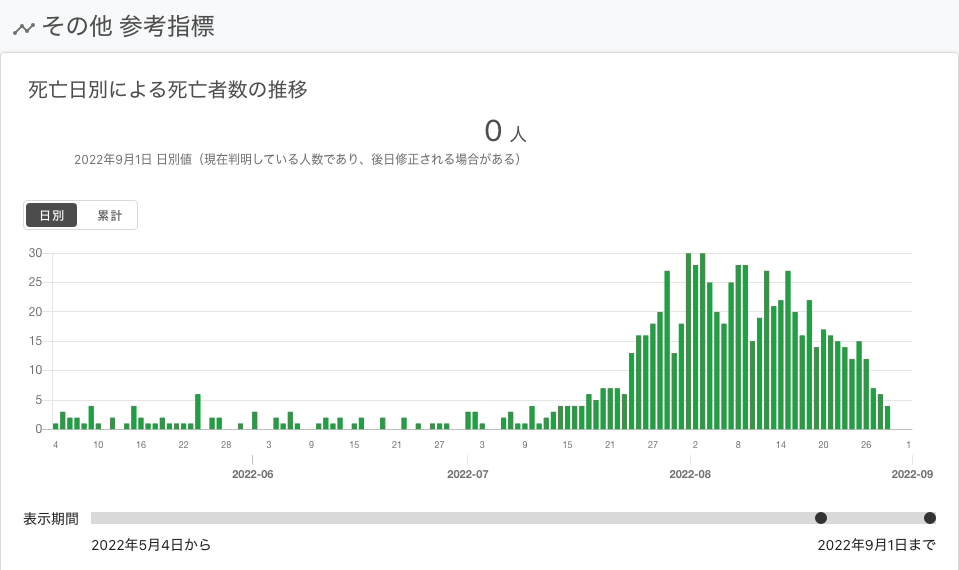 その他 参考指標
死亡日別による死亡者数の推移
0 人
2022年9月1日 日別値（現在判明している人数であり、後日修正される場合がある）
日別 累計
30
25
20
15
10
5
0
4 10 16 22 28 3 9 15 21 27 3 9 15 21 27 2 8 14 20 26 1
2022-06 2022-07 2022-08 2022-09
表示期間
2022年5月4日から 2022年9月1日まで